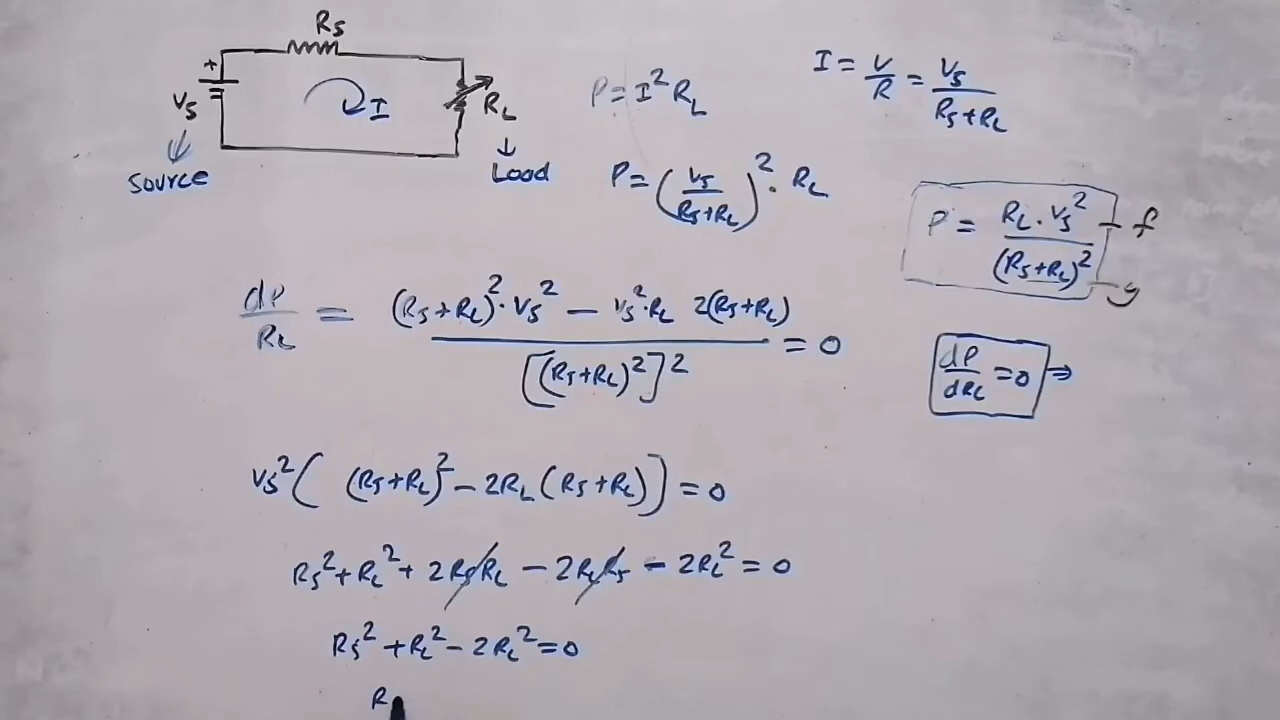 Rs
+
Vs
I
RL
Source
Load
P = I² RL
I = V/R = Vs/(Rs+RL)
P = (Vs/(Rs+RL))² · RL
P = RL · Vs²/(Rs+RL)²
f
g
dP/RL = ((Rs+RL)² · Vs² − Vs² · RL 2(Rs+RL))/[(Rs+RL)²]² = 0
dP/dRL = 0 ⇒
Vs² ( (Rs+RL)² − 2RL (Rs+RL) ) = 0
Rs² + RL² + 2RsRL − 2RLRs − 2RL² = 0
Rs² + RL² − 2RL² = 0
R